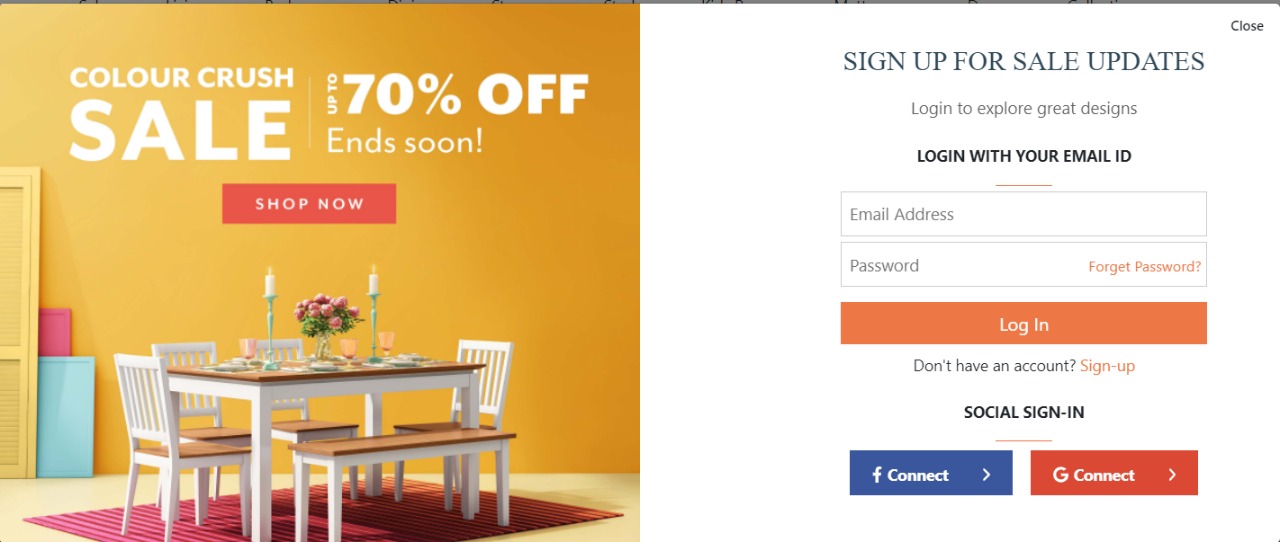 COLOUR CRUSH
SALE
UP TO 70% OFF
Ends soon!
SHOP NOW
Close
SIGN UP FOR SALE UPDATES
Login to explore great designs
LOGIN WITH YOUR EMAIL ID
Email Address
Password Forget Password?
Log In
Don't have an account? Sign-up
SOCIAL SIGN-IN
f Connect
G Connect